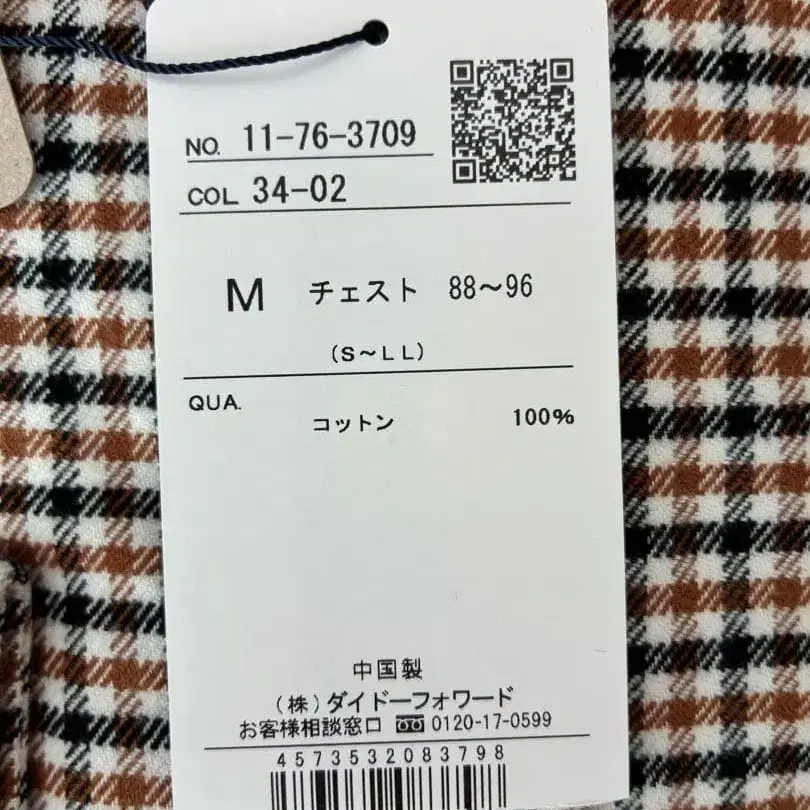 NO. 11-76-3709
COL 34-02
M チェスト 88～96
(S～LL)
QUA.
コットン 100%
中国製
(株)ダイドーフォワード
お客様相談窓口 0120-17-0599
4573532083798